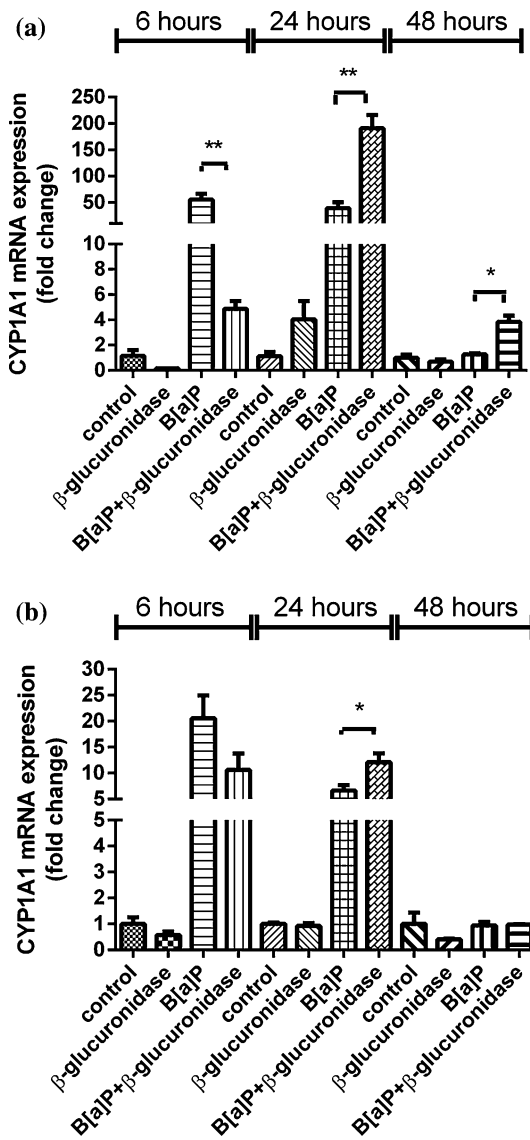 (a)
6 hours 24 hours 48 hours
CYP1A1 mRNA expression
(fold change)
250
200
150
100
50
10
8
6
4
2
0
**
**
*
control
β-glucuronidase
B[a]P
B[a]P+β-glucuronidase
control
β-glucuronidase
B[a]P
B[a]P+β-glucuronidase
control
β-glucuronidase
B[a]P
B[a]P+β-glucuronidase
(b)
6 hours 24 hours 48 hours
CYP1A1 mRNA expression
(fold change)
30
25
20
15
10
5
5
4
3
2
1
0
*
control
β-glucuronidase
B[a]P
B[a]P+β-glucuronidase
control
β-glucuronidase
B[a]P
B[a]P+β-glucuronidase
control
β-glucuronidase
B[a]P
B[a]P+β-glucuronidase